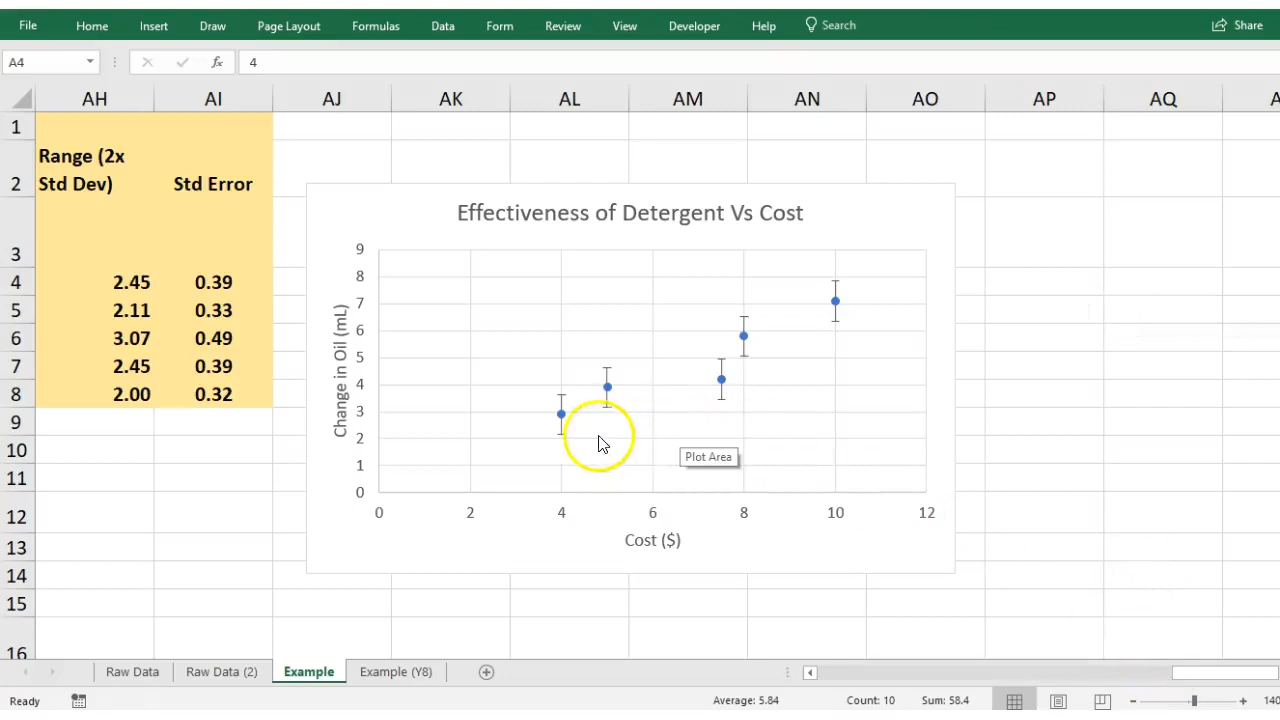 File Home Insert Draw Page Layout Formulas Data Form Review View Developer Help Search Share
A4 fx 4
AH AI AJ AK AL AM AN AO AP AQ
1
Range (2x
2 Std Dev) Std Error
3
4 2.45 0.39
5 2.11 0.33
6 3.07 0.49
7 2.45 0.39
8 2.00 0.32
9
10
11
12
13
14
15
16
Effectiveness of Detergent Vs Cost
Change in Oil (mL)
9
8
7
6
5
4
3
2
1
0
Plot Area
0 2 4 6 8 10 12
Cost ($)
Raw Data Raw Data (2) Example Example (Y8)
Ready Average: 5.84 Count: 10 Sum: 58.4 140